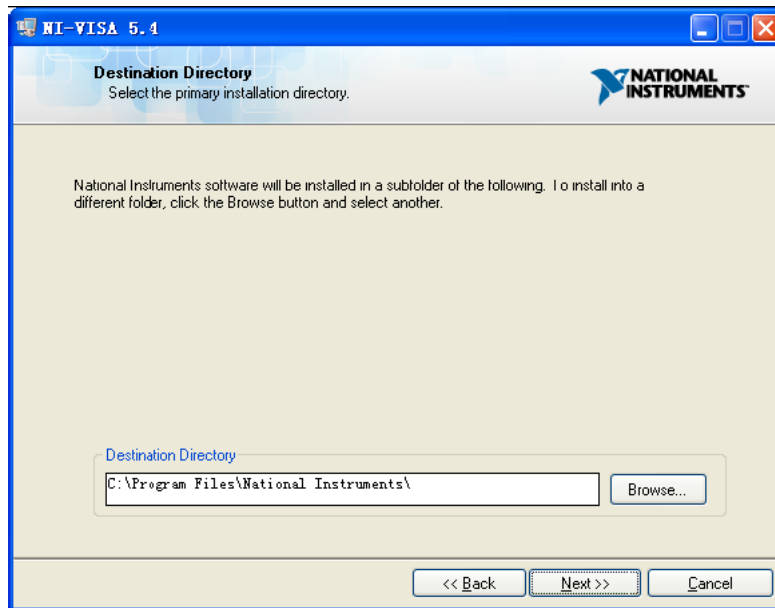 NI-VISA 5.4
Destination Directory
Select the primary installation directory.
NATIONAL
INSTRUMENTS
National Instruments software will be installed in a subfolder of the following. To install into a
different folder, click the Browse button and select another.
Destination Directory
C:\Program Files\National Instruments\
Browse...
<< Back
Next >>
Cancel